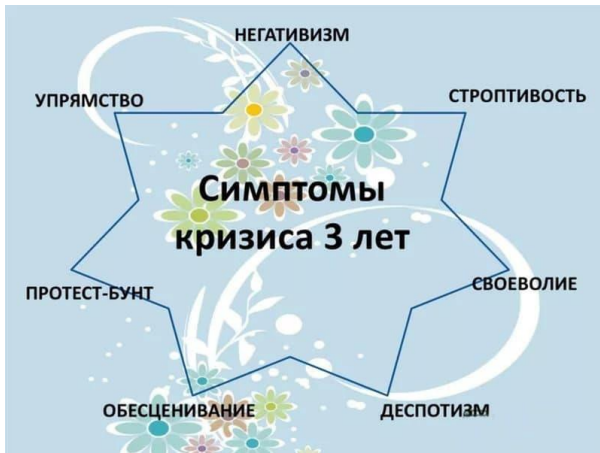 НЕГАТИВИЗМ
УПРЯМСТВО
СТРОПТИВОСТЬ
Симптомы
кризиса 3 лет
ПРОТЕСТ-БУНТ
СВОЕВОЛИЕ
ОБЕСЦЕНИВАНИЕ
ДЕСПОТИЗМ